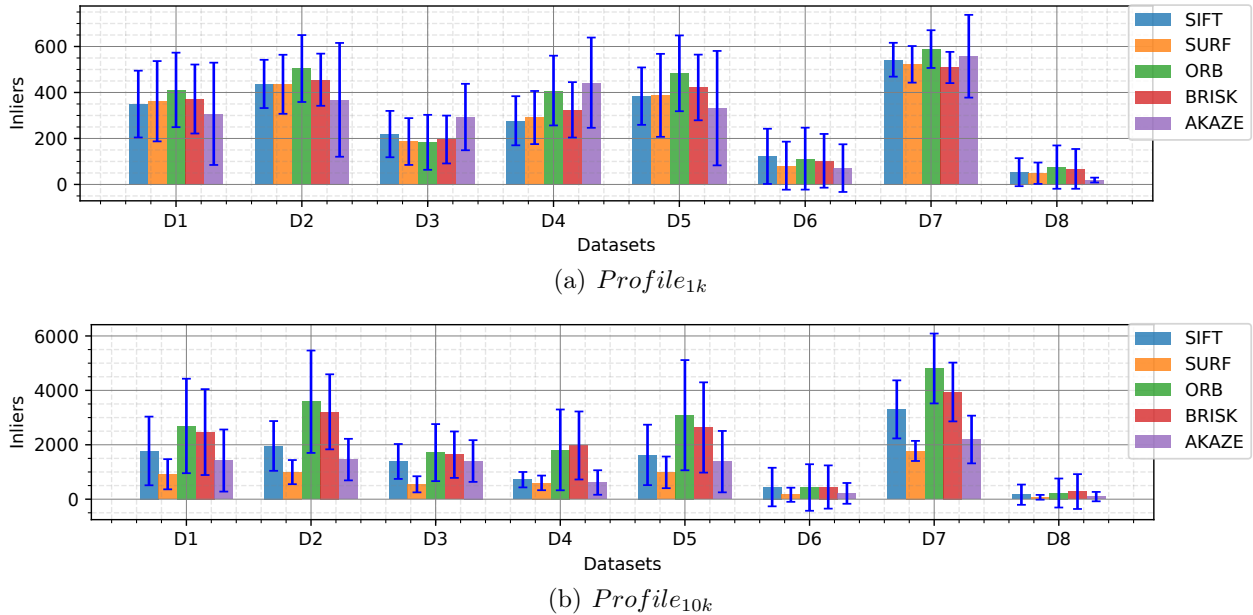 600
400
200
0
Inliers
D1 D2 D3 D4 D5 D6 D7 D8
Datasets
SIFT
SURF
ORB
BRISK
AKAZE
(a) Profile1k
6000
4000
2000
0
Inliers
D1 D2 D3 D4 D5 D6 D7 D8
Datasets
SIFT
SURF
ORB
BRISK
AKAZE
(b) Profile10k